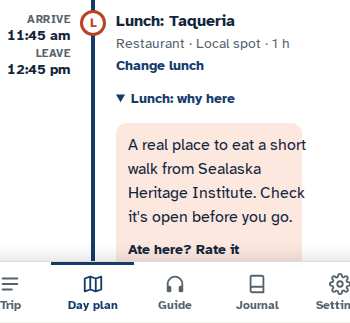 ARRIVE
11:45 am
LEAVE
12:45 pm
L
Lunch: Taqueria
Restaurant · Local spot · 1 h
Change lunch
▼ Lunch: why here
A real place to eat a short
walk from Sealaska
Heritage Institute. Check
it's open before you go.
Ate here? Rate it
Trip
Day plan
Guide
Journal
Settin